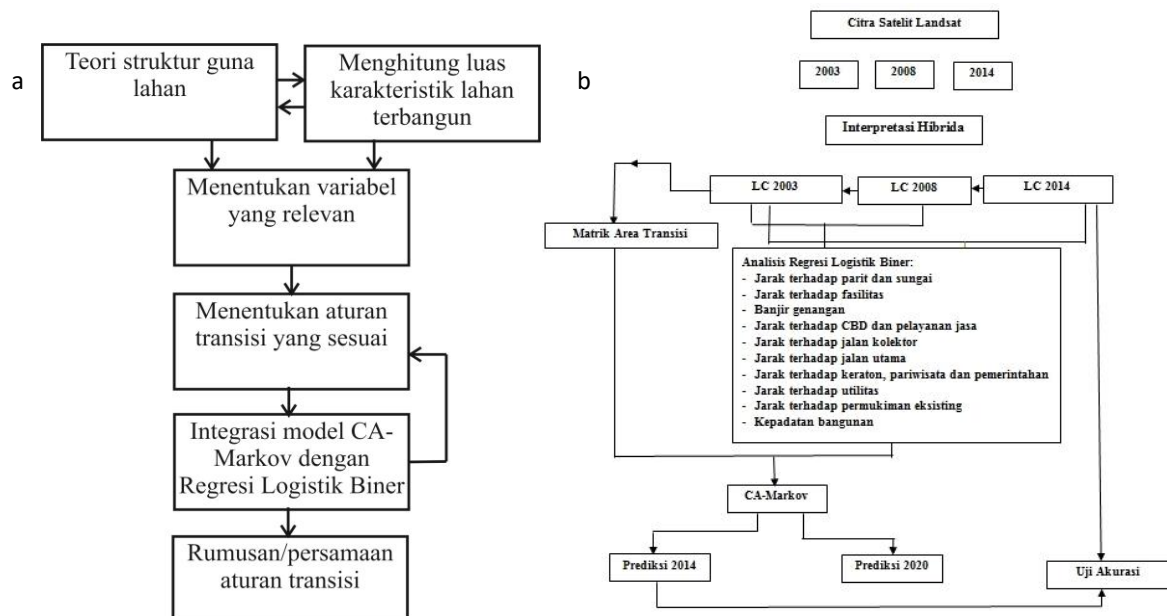 a
Teori struktur guna
lahan
Menghitung luas
karakteristik lahan
terbangun
Menentukan variabel
yang relevan
Menentukan aturan
transisi yang sesuai
Integrasi model CA-
Markov dengan
Regresi Logistik Biner
Rumusan/persamaan
aturan transisi
b
Citra Satelit Landsat
2003
2008
2014
Interpretasi Hibrida
LC 2003
LC 2008
LC 2014
Matrik Area Transisi
Analisis Regresi Logistik Biner:
- Jarak terhadap parit dan sungai
- Jarak terhadap fasilitas
- Banjir genangan
- Jarak terhadap CBD dan pelayanan jasa
- Jarak terhadap jalan kolektor
- Jarak terhadap jalan utama
- Jarak terhadap keraton, pariwisata dan pemerintahan
- Jarak terhadap utilitas
- Jarak terhadap permukiman eksisting
- Kepadatan bangunan
CA-Markov
Prediksi 2014
Prediksi 2020
Uji Akurasi